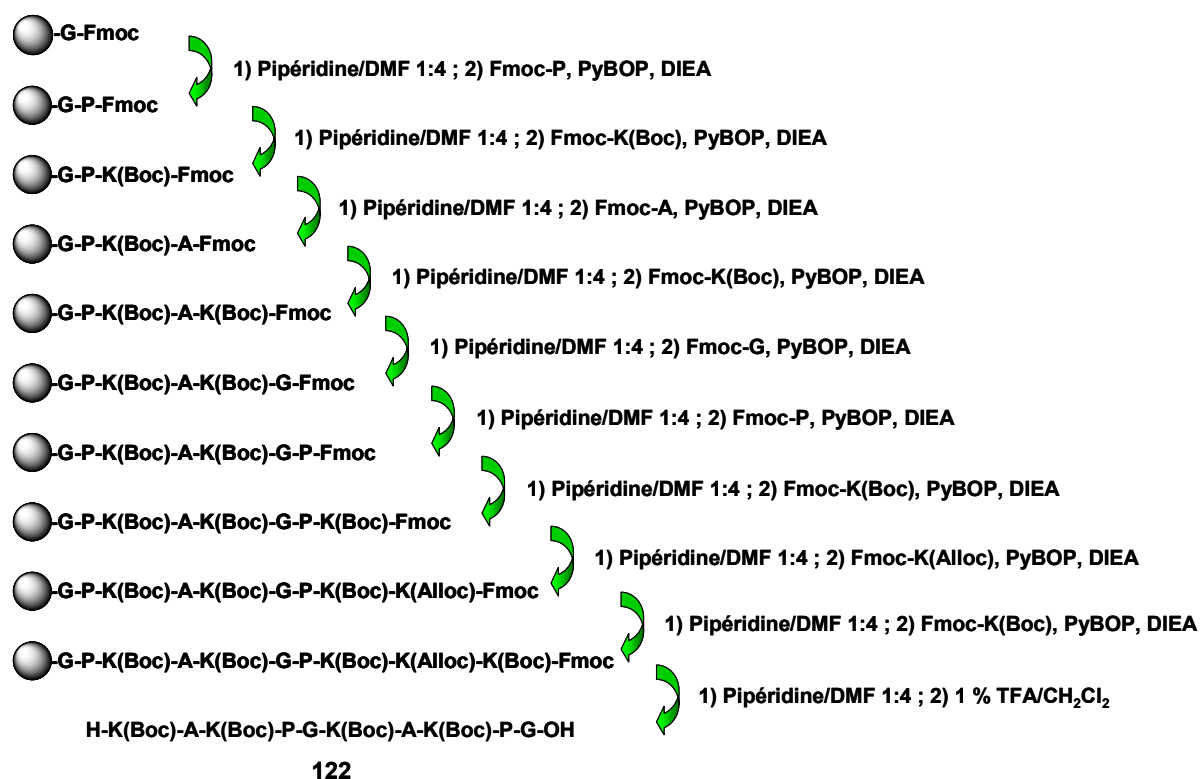 -G-Fmoc
1) Pipéridine/DMF 1:4 ; 2) Fmoc-P, PyBOP, DIEA
-G-P-Fmoc
1) Pipéridine/DMF 1:4 ; 2) Fmoc-K(Boc), PyBOP, DIEA
-G-P-K(Boc)-Fmoc
1) Pipéridine/DMF 1:4 ; 2) Fmoc-A, PyBOP, DIEA
-G-P-K(Boc)-A-Fmoc
1) Pipéridine/DMF 1:4 ; 2) Fmoc-K(Boc), PyBOP, DIEA
-G-P-K(Boc)-A-K(Boc)-Fmoc
1) Pipéridine/DMF 1:4 ; 2) Fmoc-G, PyBOP, DIEA
-G-P-K(Boc)-A-K(Boc)-G-Fmoc
1) Pipéridine/DMF 1:4 ; 2) Fmoc-P, PyBOP, DIEA
-G-P-K(Boc)-A-K(Boc)-G-P-Fmoc
1) Pipéridine/DMF 1:4 ; 2) Fmoc-K(Boc), PyBOP, DIEA
-G-P-K(Boc)-A-K(Boc)-G-P-K(Boc)-Fmoc
1) Pipéridine/DMF 1:4 ; 2) Fmoc-K(Alloc), PyBOP, DIEA
-G-P-K(Boc)-A-K(Boc)-G-P-K(Boc)-K(Alloc)-Fmoc
1) Pipéridine/DMF 1:4 ; 2) Fmoc-K(Boc), PyBOP, DIEA
-G-P-K(Boc)-A-K(Boc)-G-P-K(Boc)-K(Alloc)-K(Boc)-Fmoc
1) Pipéridine/DMF 1:4 ; 2) 1 % TFA/CH₂Cl₂
H-K(Boc)-A-K(Boc)-P-G-K(Boc)-A-K(Boc)-P-G-OH
122